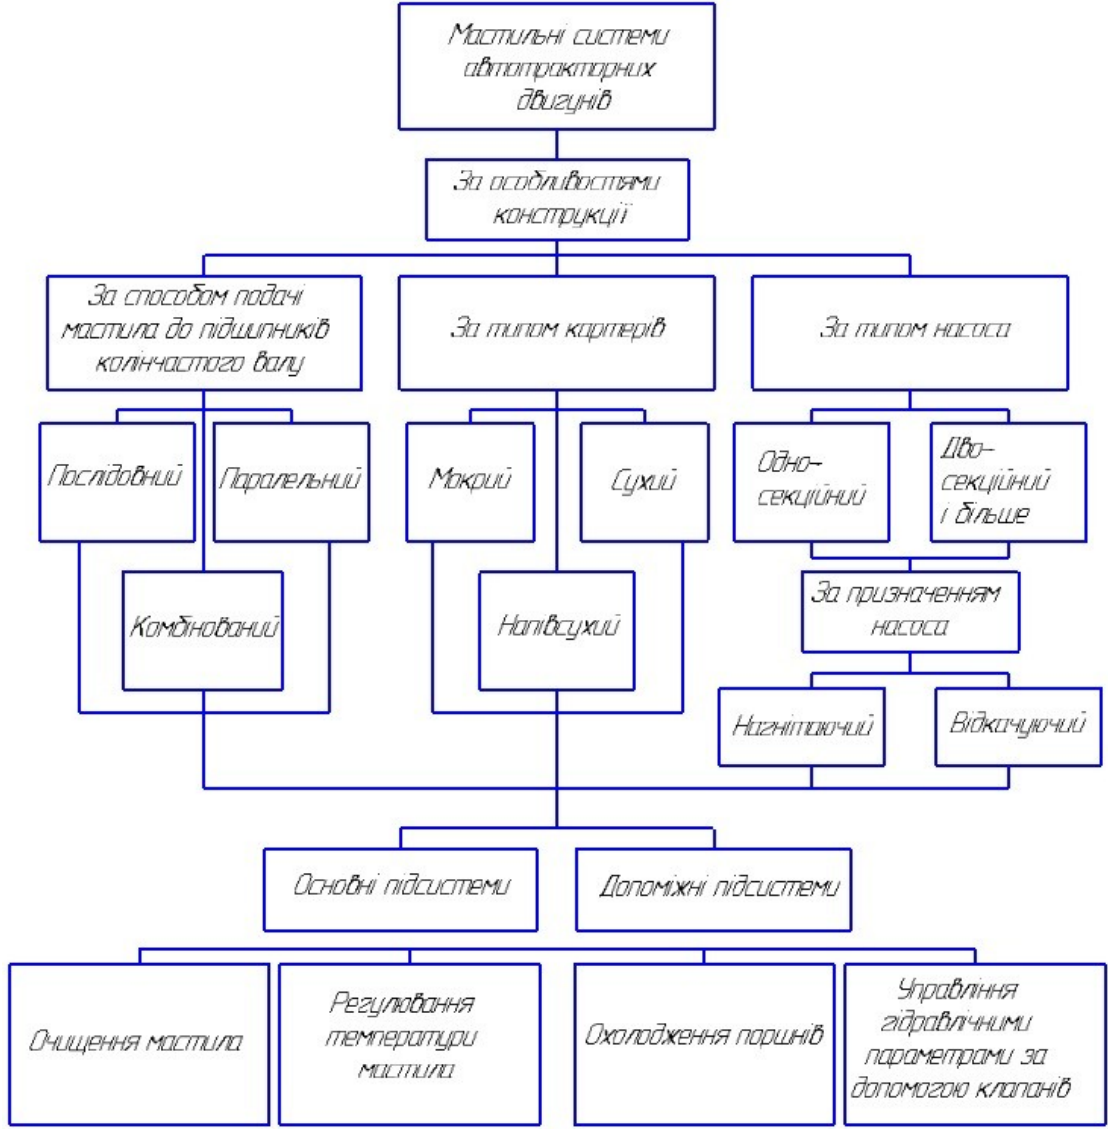 Мастильні системи
автотракторних
двигунів
За особливостями
конструкції
За способом подачі
мастила до підшипників
колінчастого валу
За типом картерів
За типом насоса
Послідовний
Паралельний
Комбінований
Мокрий
Сухий
Напівсухий
Одно-
секційний
Дво-
секційний
і більше
За призначенням
насоса
Нагнітаючий
Відкачуючий
Основні підсистеми
Допоміжні підсистеми
Очищення мастила
Регулювання
температури
мастила
Охолодження поршнів
Управління
гідравлічними
параметрами за
допомогою клапанів